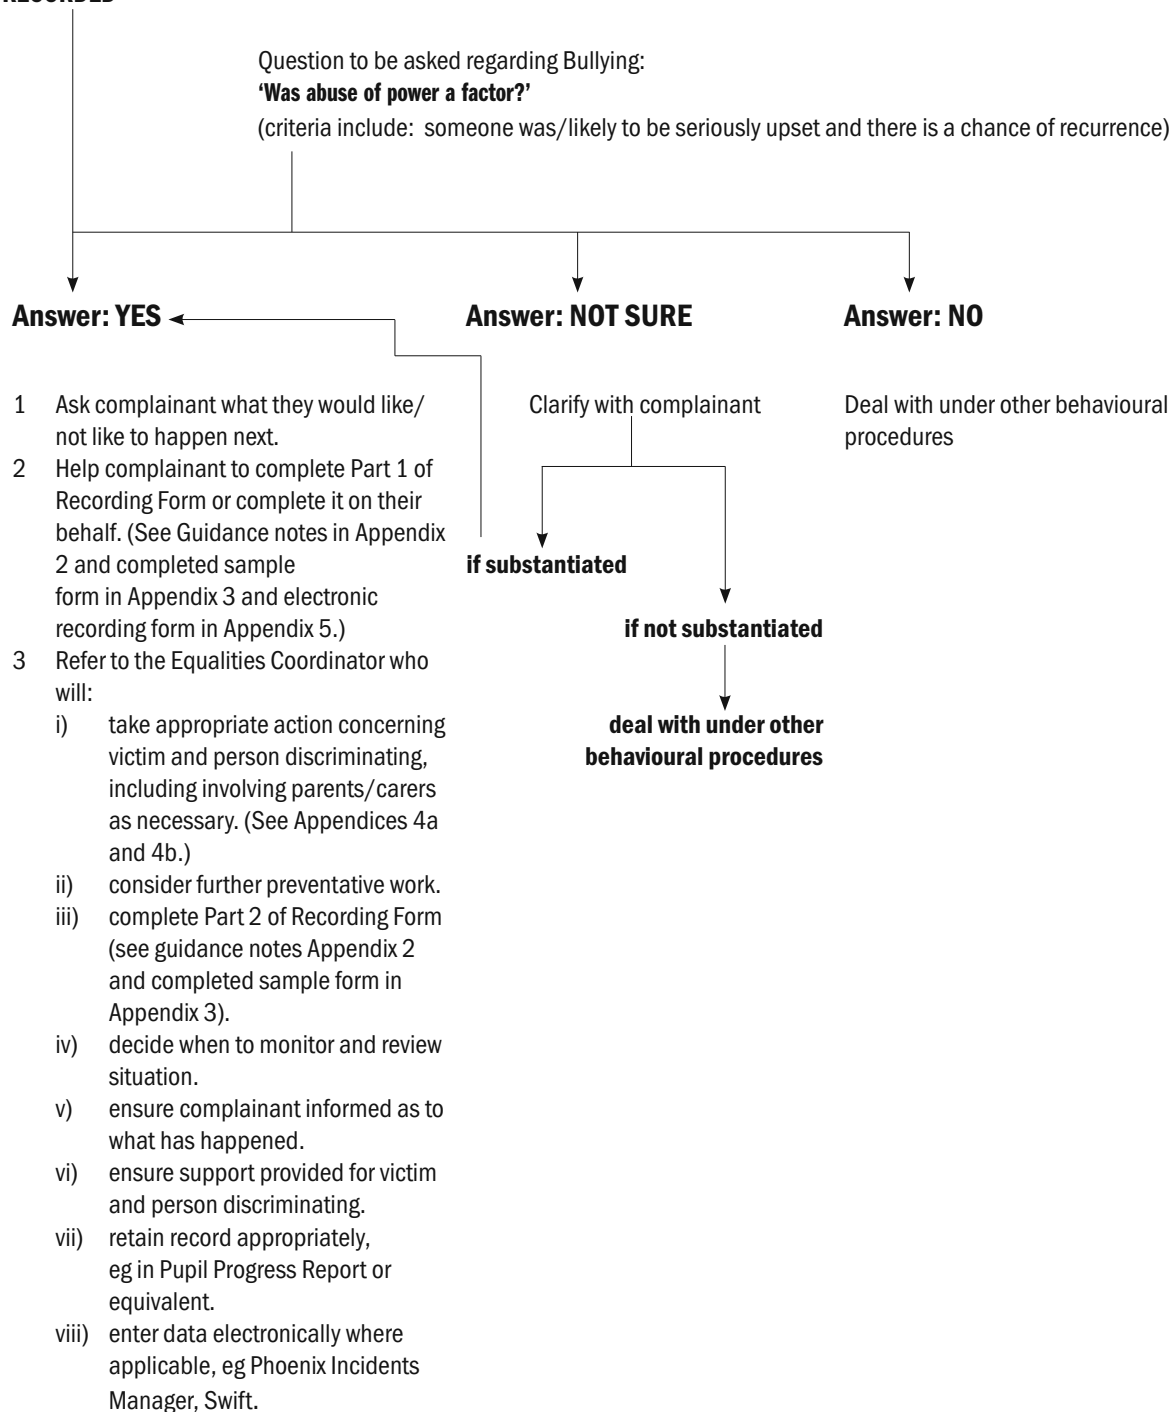 Question to be asked regarding Bullying:
‘Was abuse of power a factor?’
(criteria include:  someone was/likely to be seriously upset and there is a chance of recurrence)
Answer: YES
Answer: NOT SURE
Answer: NO
1 Ask complainant what they would like/
not like to happen next.
2 Help complainant to complete Part 1 of
Recording Form or complete it on their
behalf. (See Guidance notes in Appendix
2 and completed sample
form in Appendix 3 and electronic
recording form in Appendix 5.)
3 Refer to the Equalities Coordinator who
will:
i) take appropriate action concerning
victim and person discriminating,
including involving parents/carers
as necessary. (See Appendices 4a
and 4b.)
ii) consider further preventative work.
iii) complete Part 2 of Recording Form
(see guidance notes Appendix 2
and completed sample form in
Appendix 3).
iv) decide when to monitor and review
situation.
v) ensure complainant informed as to
what has happened.
vi) ensure support provided for victim
and person discriminating.
vii) retain record appropriately,
eg in Pupil Progress Report or
equivalent.
viii) enter data electronically where
applicable, eg Phoenix Incidents
Manager, Swift.
Clarify with complainant
if substantiated
if not substantiated
deal with under other
behavioural procedures
Deal with under other behavioural
procedures